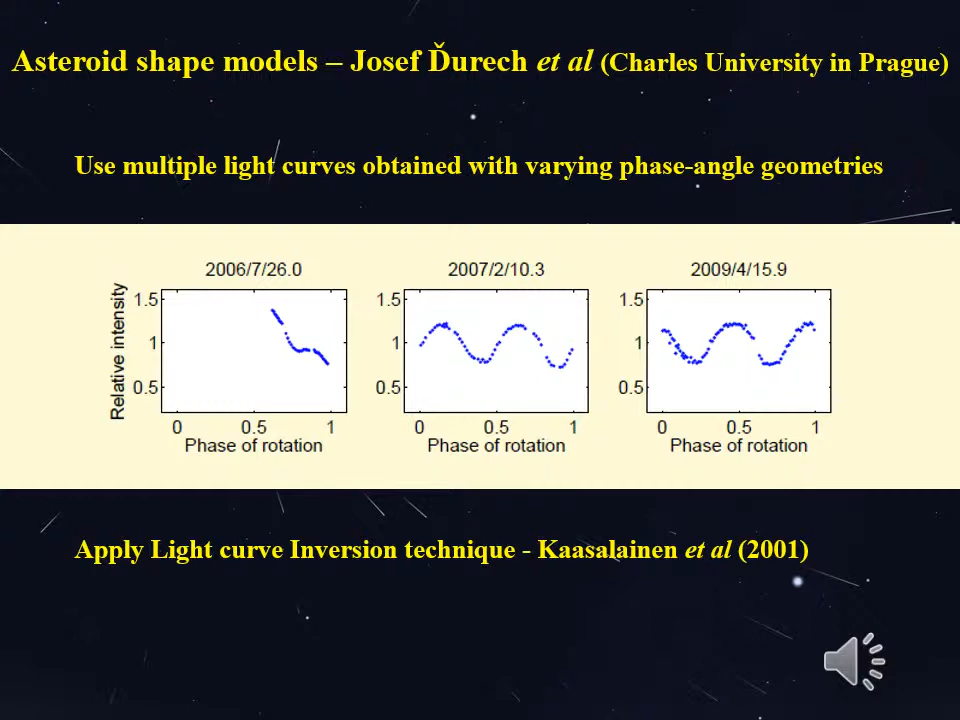 Asteroid shape models – Josef Ďurech et al (Charles University in Prague)
Use multiple light curves obtained with varying phase-angle geometries
2006/7/26.0 2007/2/10.3 2009/4/15.9
Relative intensity
1.5 1.5 1.5
1 1 1
0.5 0.5 0.5
0 0.5 1 0 0.5 1 0 0.5 1
Phase of rotation Phase of rotation Phase of rotation
Apply Light curve Inversion technique - Kaasalainen et al (2001)